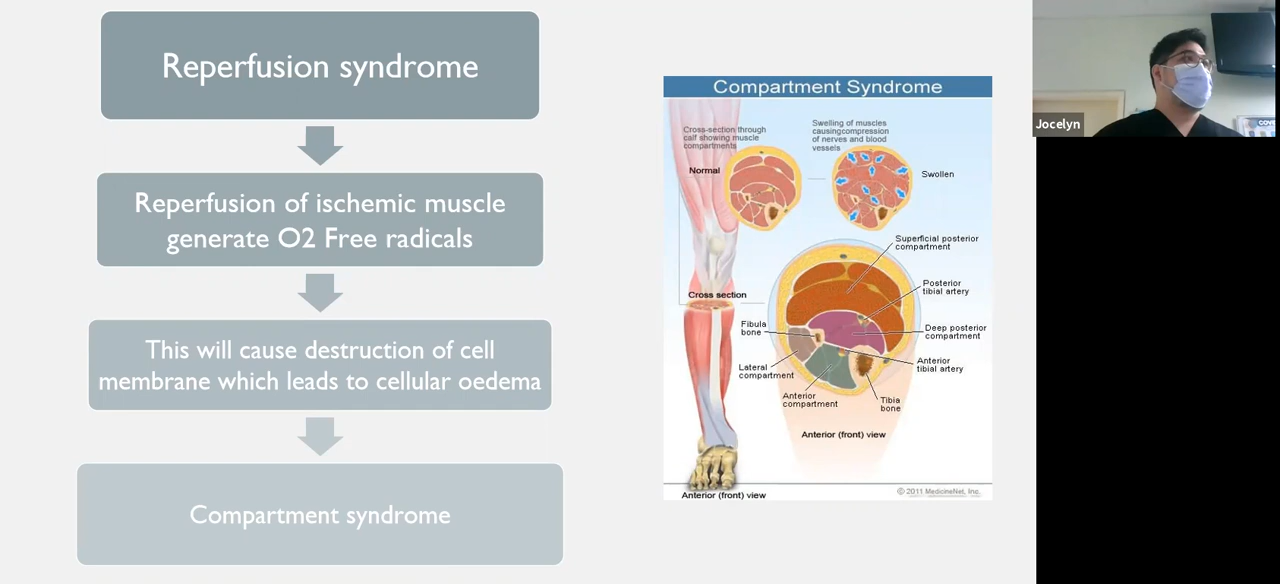 Reperfusion syndrome
Reperfusion of ischemic muscle
generate O2 Free radicals
This will cause destruction of cell
membrane which leads to cellular oedema
Compartment syndrome
Compartment Syndrome
Cross-section through
calf showing muscle
compartments
Swelling of muscles
causingcompression
of nerves and blood
vessels
Normal
Swollen
Superficial posterior
compartment
Posterior
tibial artery
Cross section
Fibula
bone
Deep posterior
compartment
Lateral
compartment
Anterior
tibial artery
Anterior
compartment
Tibia
bone
Anterior (front) view
© 2011 MedicineNet, Inc.
Anterior (front) view
Jocelyn